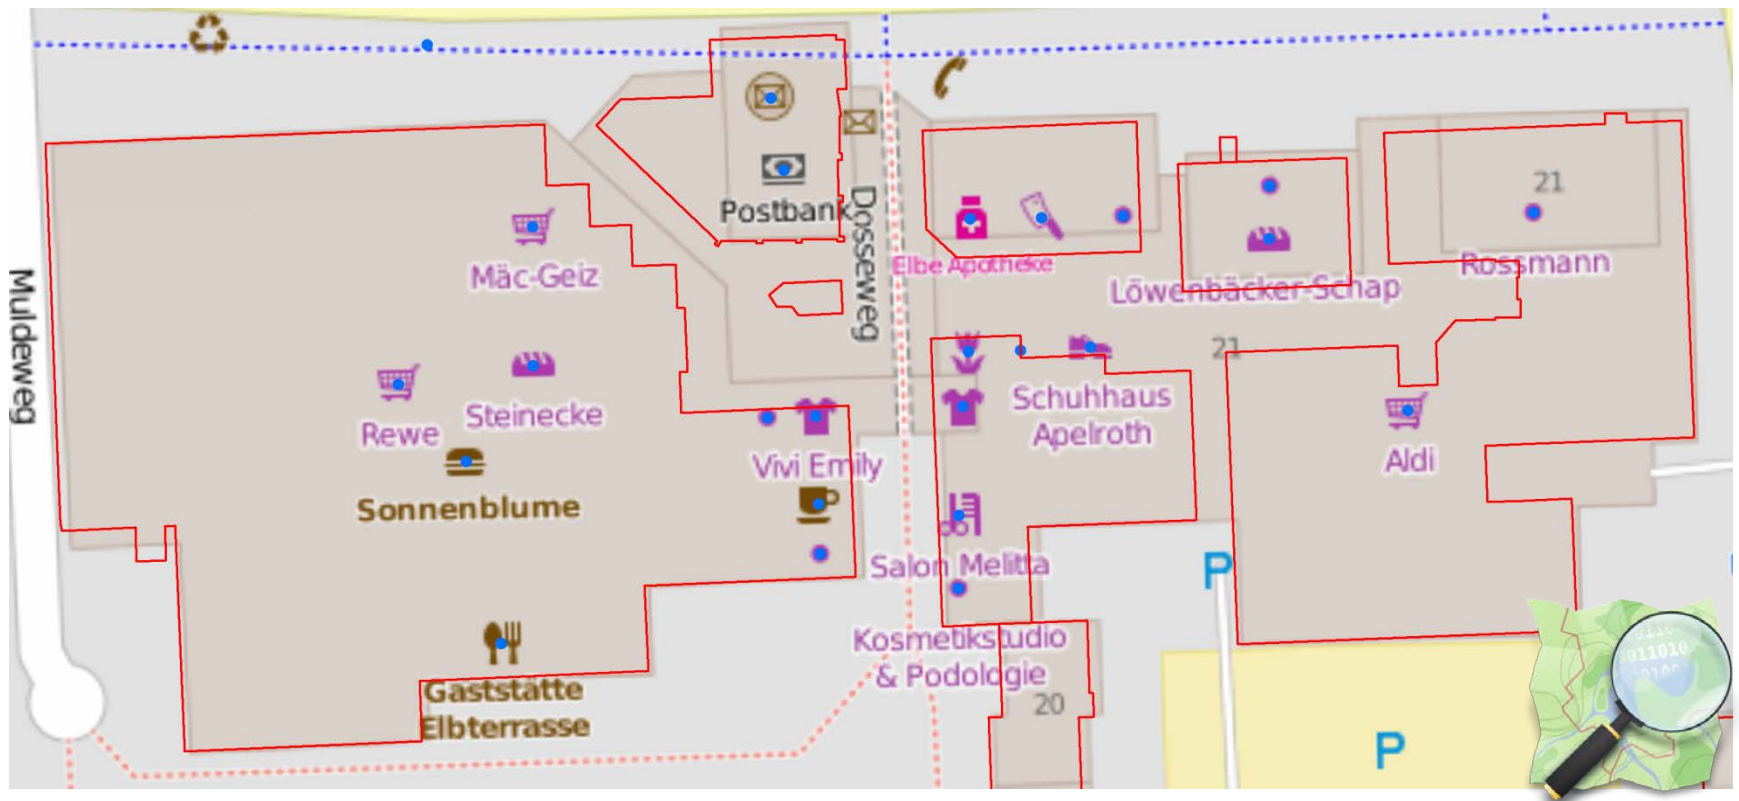 Postbank
Dosseweg
Mäc-Geiz
Elbe Apotheke
Löwenbäcker-Schap
21
Rossmann
Muldeweg
21
Rewe
Steinecke
Schuhhaus
Apelroth
Aldi
Vivi Emily
Sonnenblume
Salon Melitta
P
Kosmetikstudio
& Podologie
Gaststätte
Elbterrasse
20
P